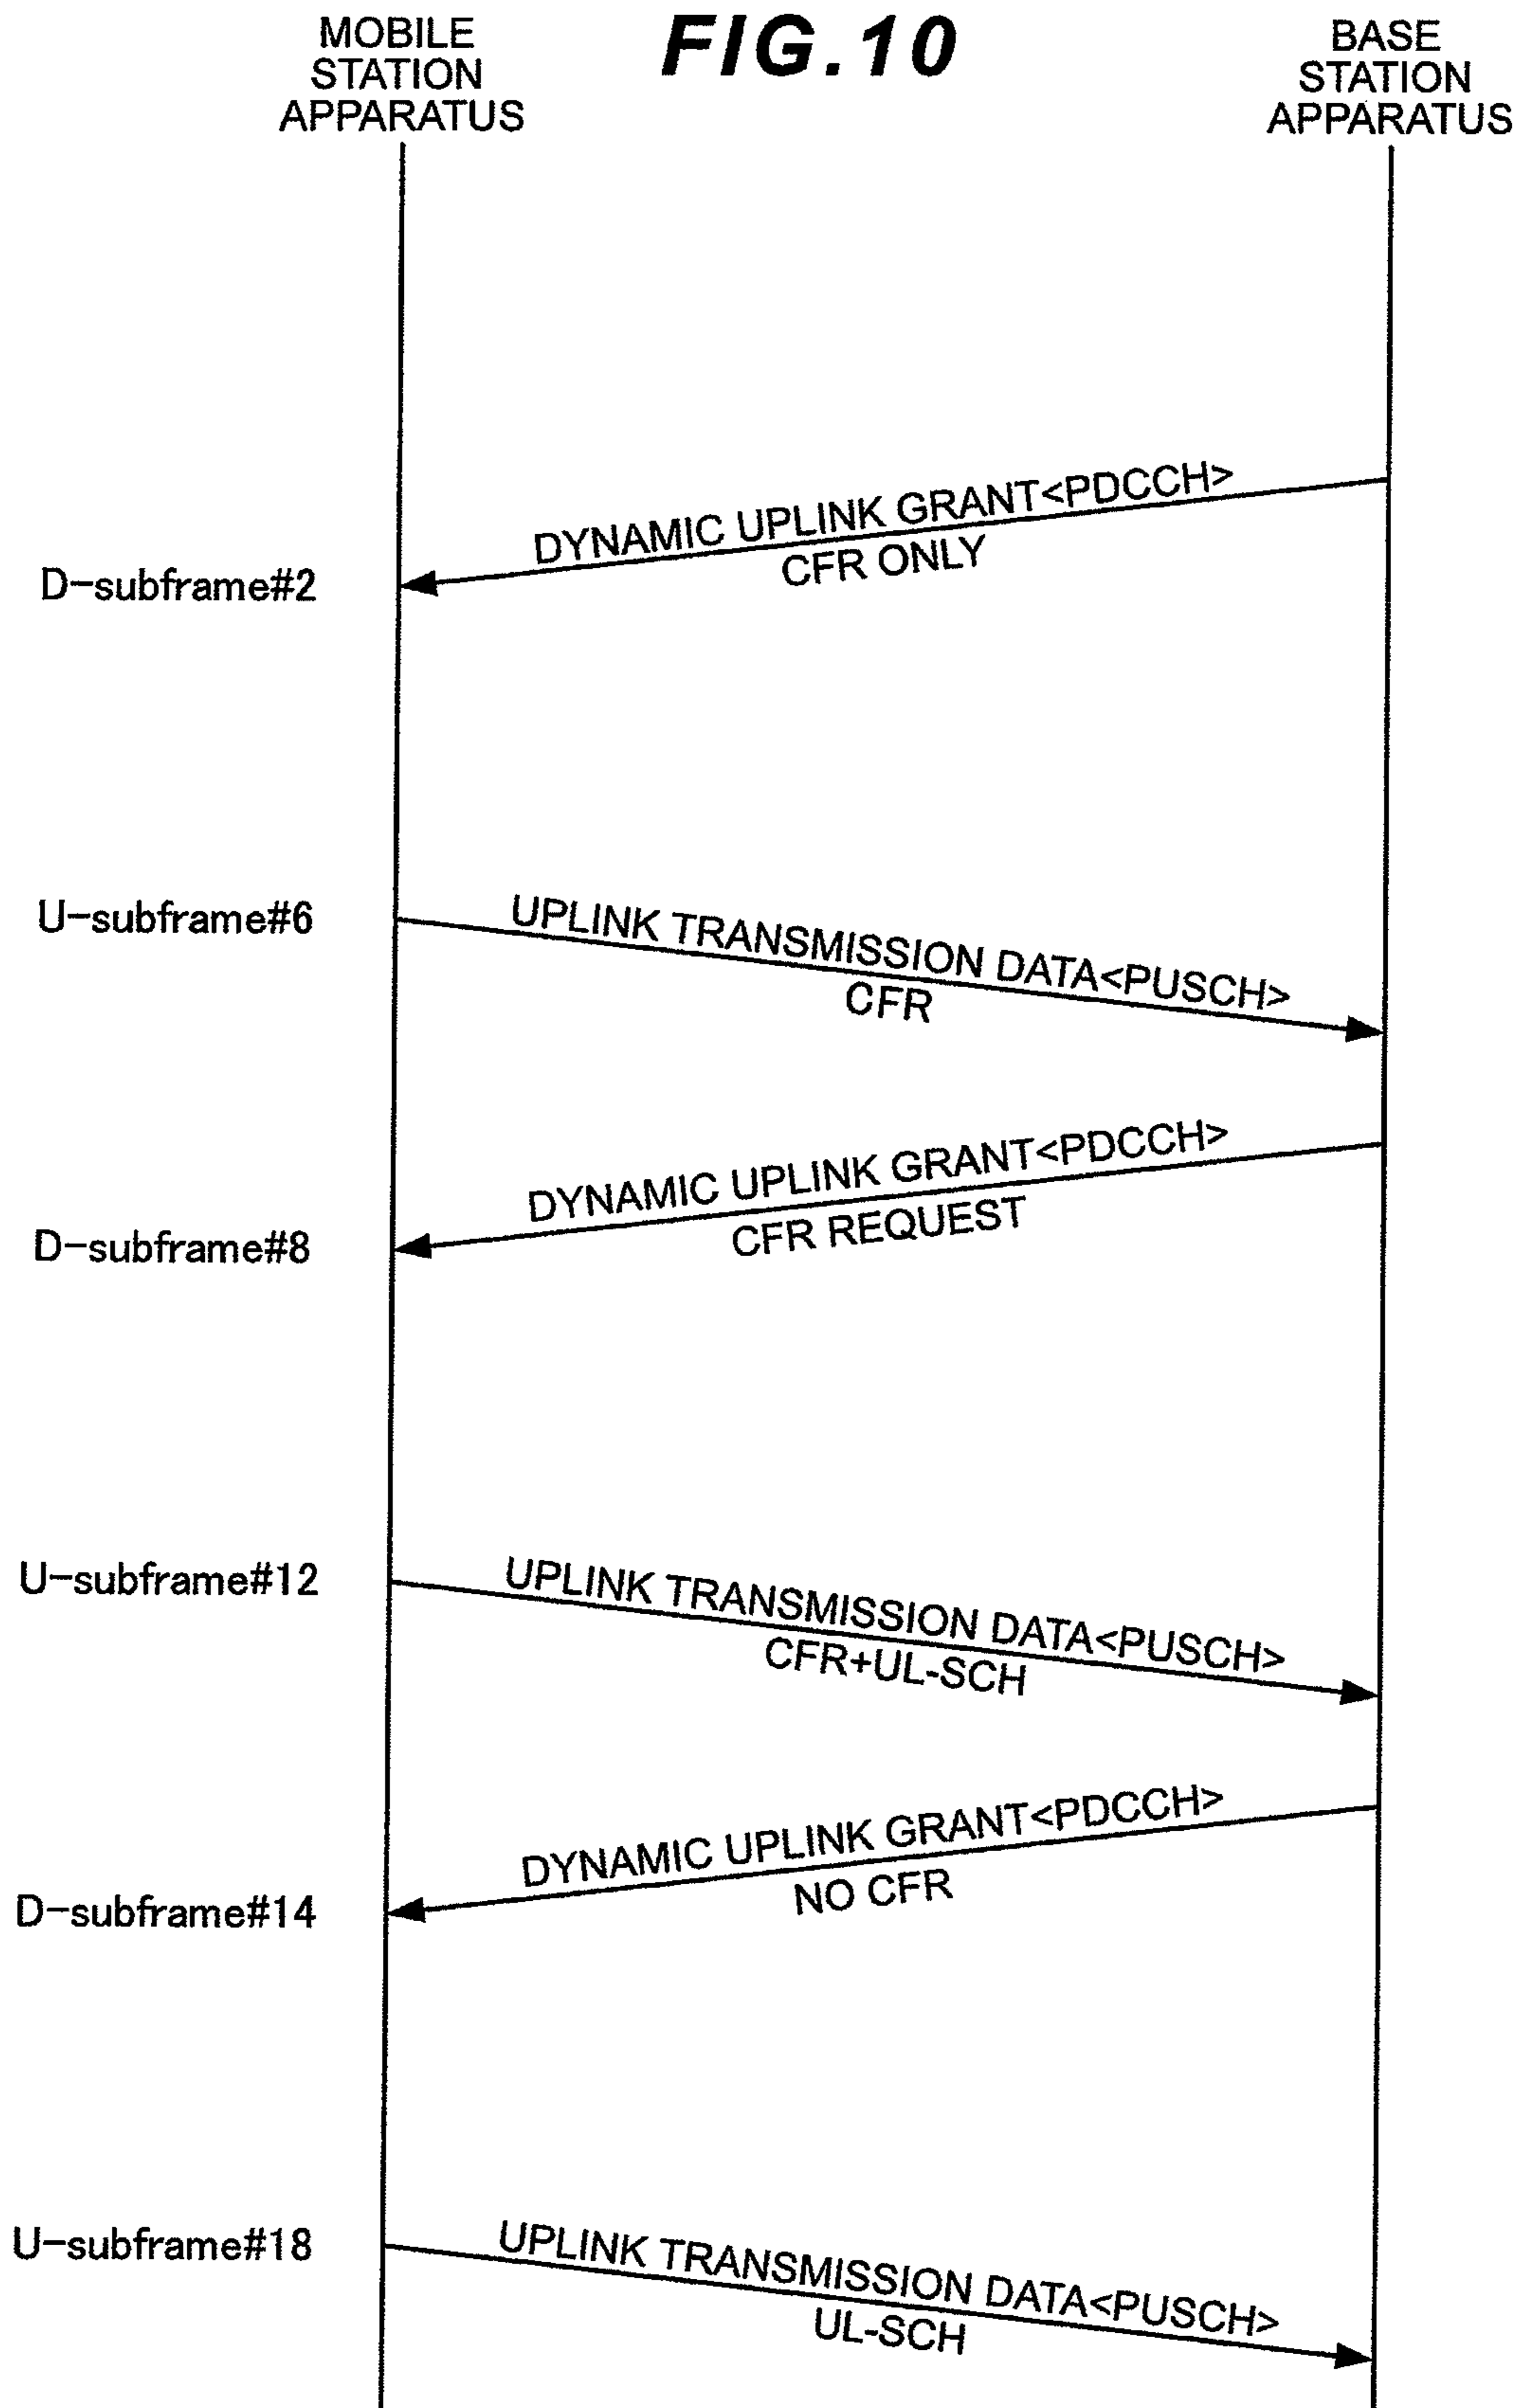 FIG.10
MOBILE
STATION
APPARATUS
BASE
STATION
APPARATUS
DYNAMIC UPLINK GRANT<PDCCH>
CFR ONLY
D-subframe#2
U-subframe#6
UPLINK TRANSMISSION DATA<PUSCH>
CFR
DYNAMIC UPLINK GRANT<PDCCH>
CFR REQUEST
D-subframe#8
U-subframe#12
UPLINK TRANSMISSION DATA<PUSCH>
CFR+UL-SCH
DYNAMIC UPLINK GRANT<PDCCH>
NO CFR
D-subframe#14
U-subframe#18
UPLINK TRANSMISSION DATA<PUSCH>
UL-SCH